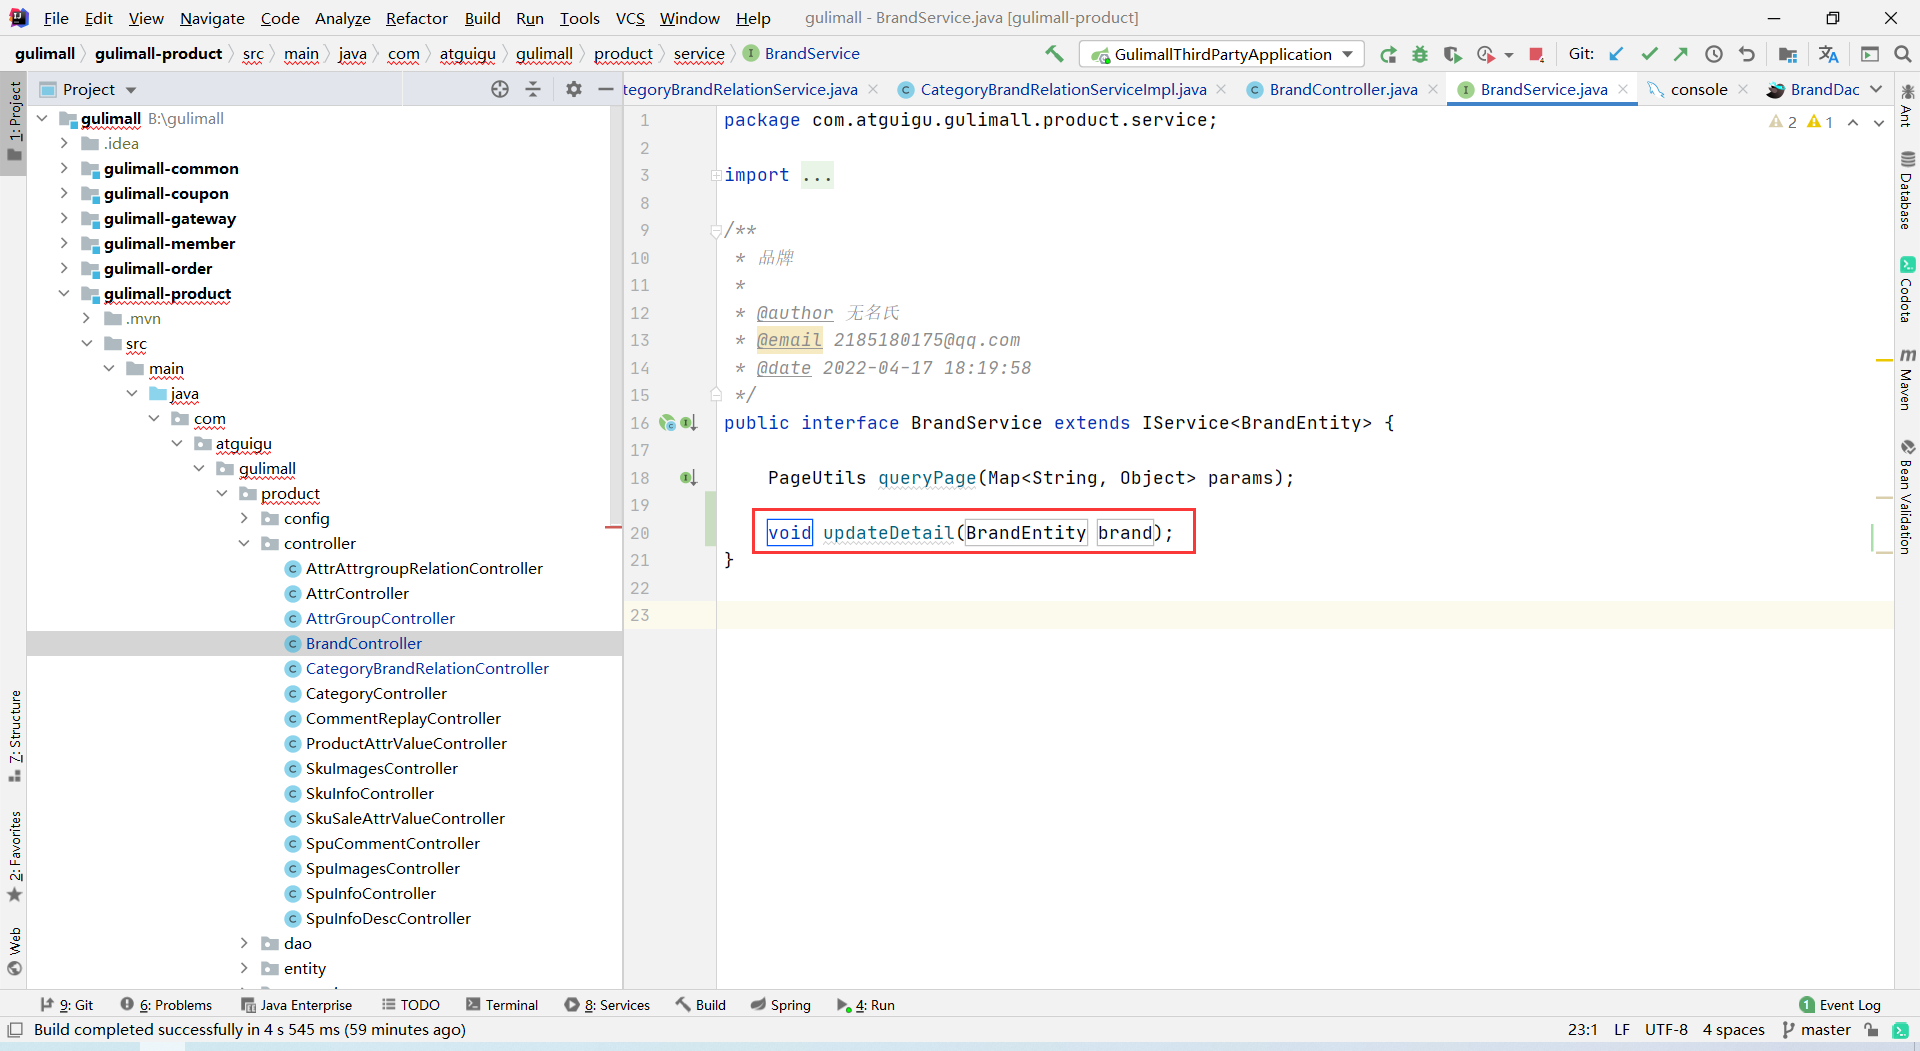 File Edit View Navigate Code Analyze Refactor Build Run Tools VCS Window Help gulimall - BrandService.java [gulimall-product]
gulimall gulimall-product src main java com atguigu gulimall product service BrandService GulimallThirdPartyApplication Git:
Project
tegoryBrandRelationService.java CategoryBrandRelationServiceImpl.java BrandController.java BrandService.java console BrandDac
1: Project
7: Structure
2: Favorites
Web
gulimall B:\gulimall
.idea
gulimall-common
gulimall-coupon
gulimall-gateway
gulimall-member
gulimall-order
gulimall-product
.mvn
src
main
java
com
atguigu
gulimall
product
config
controller
AttrAttrgroupRelationController
AttrController
AttrGroupController
BrandController
CategoryBrandRelationController
CategoryController
CommentReplayController
ProductAttrValueController
SkuImagesController
SkuInfoController
SkuSaleAttrValueController
SpuCommentController
SpuImagesController
SpuInfoController
SpuInfoDescController
dao
entity
1 package com.atguigu.gulimall.product.service;
2
3 import ...
8
9 /**
10 * 品牌
11 *
12 * @author 无名氏
13 * @email 2185180175@qq.com
14 * @date 2022-04-17 18:19:58
15 */
16 public interface BrandService extends IService<BrandEntity> {
17
18 PageUtils queryPage(Map<String, Object> params);
19
20 void updateDetail(BrandEntity brand);
21 }
22
23
2 1
Ant
Database
Codota
Maven
Bean Validation
9: Git 6: Problems Java Enterprise TODO Terminal 8: Services Build Spring 4: Run 1 Event Log
Build completed successfully in 4 s 545 ms (59 minutes ago) 23:1 LF UTF-8 4 spaces master